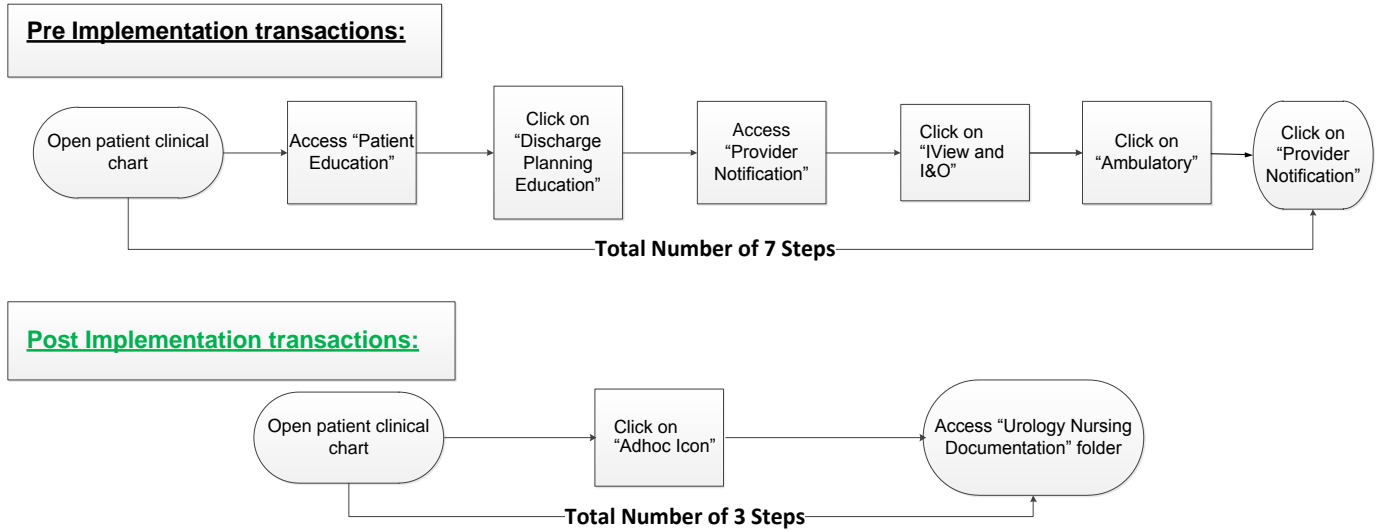 Pre Implementation transactions:
Open patient clinical
chart
Access “Patient
Education”
Click on
“Discharge
Planning
Education”
Access
“Provider
Notification”
Click on
“IView and
I&O”
Click on
“Ambulatory”
Click on
“Provider
Notification”
Total Number of 7 Steps
Post Implementation transactions:
Open patient clinical
chart
Click on
“Adhoc Icon”
Access “Urology Nursing
Documentation” folder
Total Number of 3 Steps